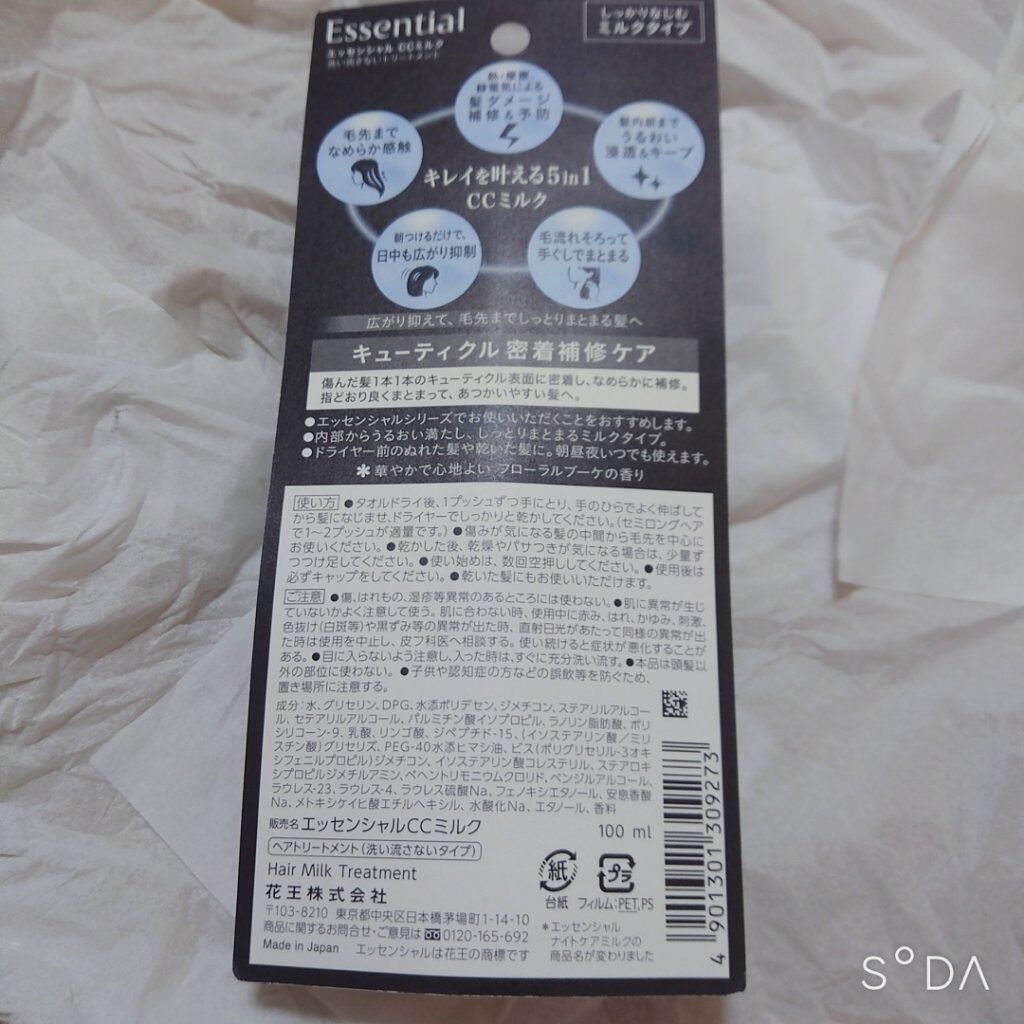 Essential
エッセンシャル CCミルク
洗い流さないトリートメント
しっかりなじむ
ミルクタイプ
熱・摩擦、
静電気による
髪ダメージ
補修&予防
毛先まで
なめらか感触
髪内部まで
うるおい
浸透&キープ
キレイを叶える5in1
CCミルク
朝つけるだけで、
日中も広がり抑制
毛流れそろって
手ぐしでまとまる
広がり抑えて、毛先までしっとりまとまる髪へ
キューティクル 密着補修ケア
傷んだ髪1本1本のキューティクル表面に密着し、なめらかに補修。
指どおり良くまとまって、あつかいやすい髪へ。
●エッセンシャルシリーズでお使いいただくことをおすすめします。
●内部からうるおい満たし、しっとりまとまるミルクタイプ。
●ドライヤー前のぬれた髪や乾いた髪に。朝昼夜いつでも使えます。
＊華やかで心地よい フローラルブーケの香り
使い方 ●タオルドライ後、1プッシュずつ手にとり、手のひらでよく伸ばして
から髪になじませ、ドライヤーでしっかりと乾かしてください。(セミロングヘア
で1〜2プッシュが適量です。) ●傷みが気になる髪の中間から毛先を中心に
お使いください。 ●乾かした後、乾燥やパサつきが気になる場合は、少量ず
つつけ足してください。 ●使い始めは、数回空押ししてください。 ●使用後は
必ずキャップをしてください。 ●乾いた髪にもお使いいただけます。
ご注意 ●傷、はれもの、湿疹等異常のあるところには使わない。●肌に異常が生じ
ていないかよく注意して使う。肌に合わない時、使用中に赤み、はれ、かゆみ、刺激、
色抜け(白斑等)や黒ずみ等の異常が出た時、直射日光があたって同様の異常が出
た時は使用を中止し、皮フ科医へ相談する。使い続けると症状が悪化することが
ある。●目に入らないよう注意し、入った時は、すぐに充分洗い流す。●本品は頭髪以
外の部位に使わない。 ●子供や認知症の方などの誤飲等を防ぐため、
置き場所に注意する。
成分：水、グリセリン、DPG、水添ポリデセン、ジメチコン、ステアリルアルコー
ル、セテアリルアルコール、パルミチン酸イソプロピル、ラノリン脂肪酸、ポリ
シリコーン-9、乳酸、リンゴ酸、ジペプチド-15、(イソステアリン酸／ミリ
スチン酸)グリセリズ、PEG-40水添ヒマシ油、ビス(ポリグリセリル-3オキ
シフェニルプロピル)ジメチコン、イソステアリン酸コレステリル、ステアロキ
シプロピルジメチルアミン、ベヘントリモニウムクロリド、ベンジルアルコール、
ラウレス-23、ラウレス-4、ラウレス硫酸Na、フェノキシエタノール、安息香酸
Na、メトキシケイヒ酸エチルヘキシル、水酸化Na、エタノール、香料
販売名 エッセンシャルCCミルク
100 ml
ヘアトリートメント(洗い流さないタイプ)
Hair Milk Treatment
花王株式会社
〒103-8210 東京都中央区日本橋茅場町1-14-10
商品に関するお問合せ・ご意見は 0120-165-692
Made in Japan エッセンシャルは花王の商標です
紙
台紙
プラ
フィルム：PET,PS
＊エッセンシャル
ナイトケアミルクの
商品名が変わりました
4 901301 309273
SODA